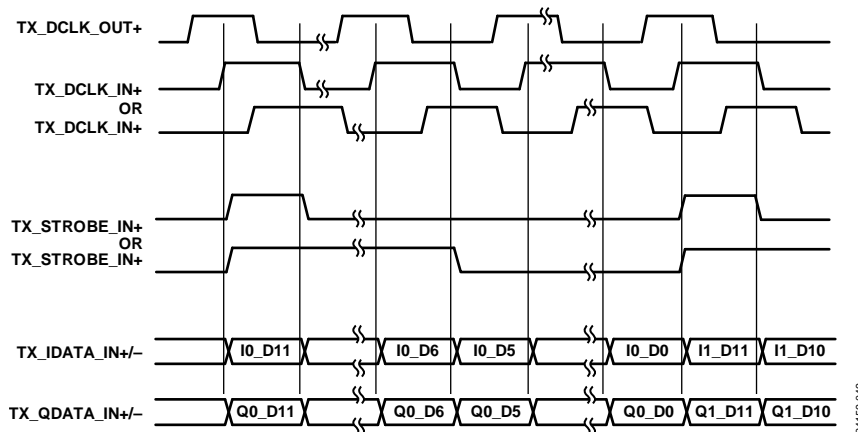 TX_DCLK_OUT+
TX_DCLK_IN+
OR
TX_DCLK_IN+
TX_STROBE_IN+
OR
TX_STROBE_IN+
TX_IDATA_IN+/– I0_D11 I0_D6 I0_D5 I0_D0 I1_D11 I1_D10
TX_QDATA_IN+/– Q0_D11 Q0_D6 Q0_D5 Q0_D0 Q1_D11 Q1_D10